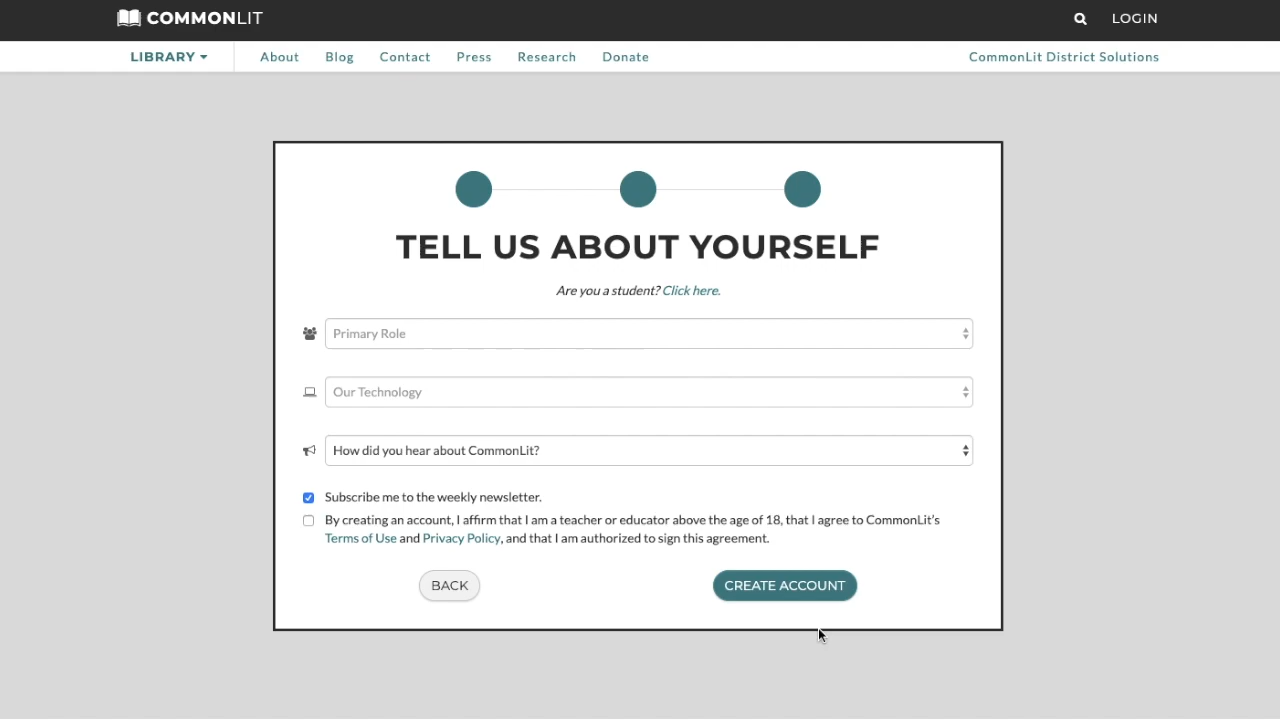 COMMONLIT
LOGIN
LIBRARY About Blog Contact Press Research Donate CommonLit District Solutions
TELL US ABOUT YOURSELF
Are you a student? Click here.
Primary Role
Our Technology
How did you hear about CommonLit?
Subscribe me to the weekly newsletter.
By creating an account, I affirm that I am a teacher or educator above the age of 18, that I agree to CommonLit's
Terms of Use and Privacy Policy, and that I am authorized to sign this agreement.
BACK CREATE ACCOUNT